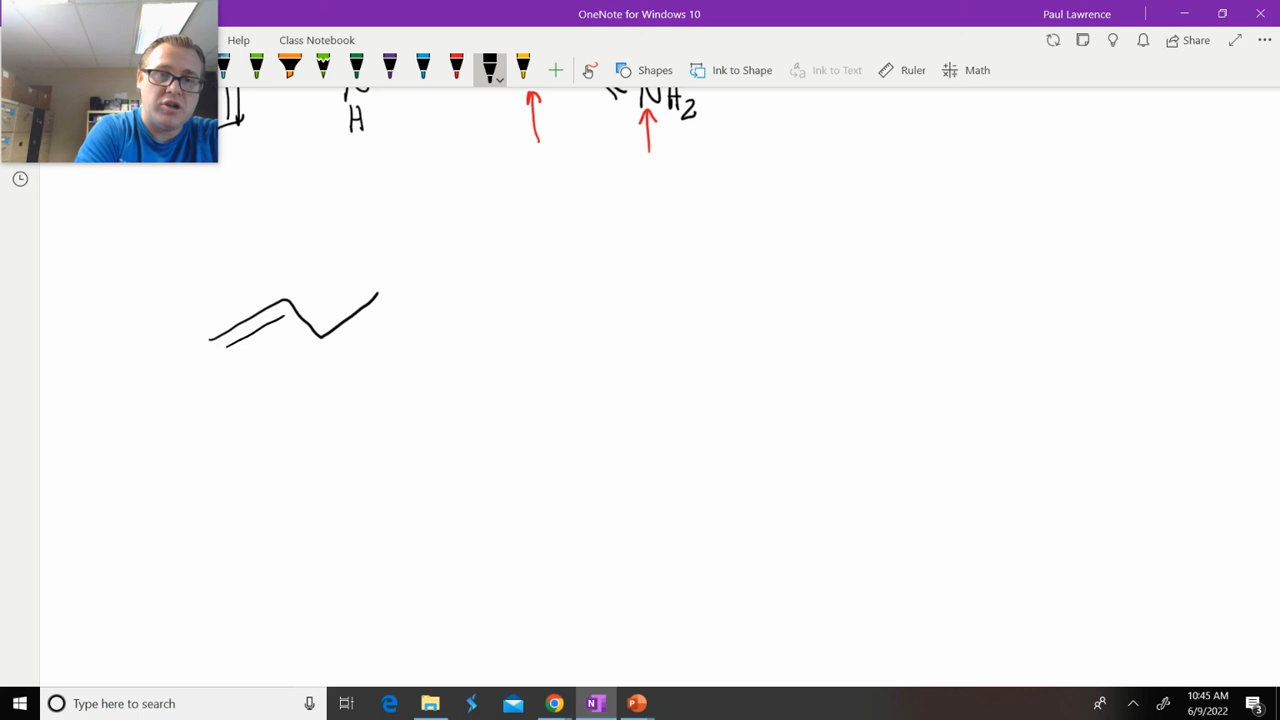 OneNote for Windows 10
Paul Lawrence
Help Class Notebook
Share
Shapes Ink to Shape Ink to Text Ruler Math
NH2
H
Type here to search
10:45 AM
6/9/2022
3